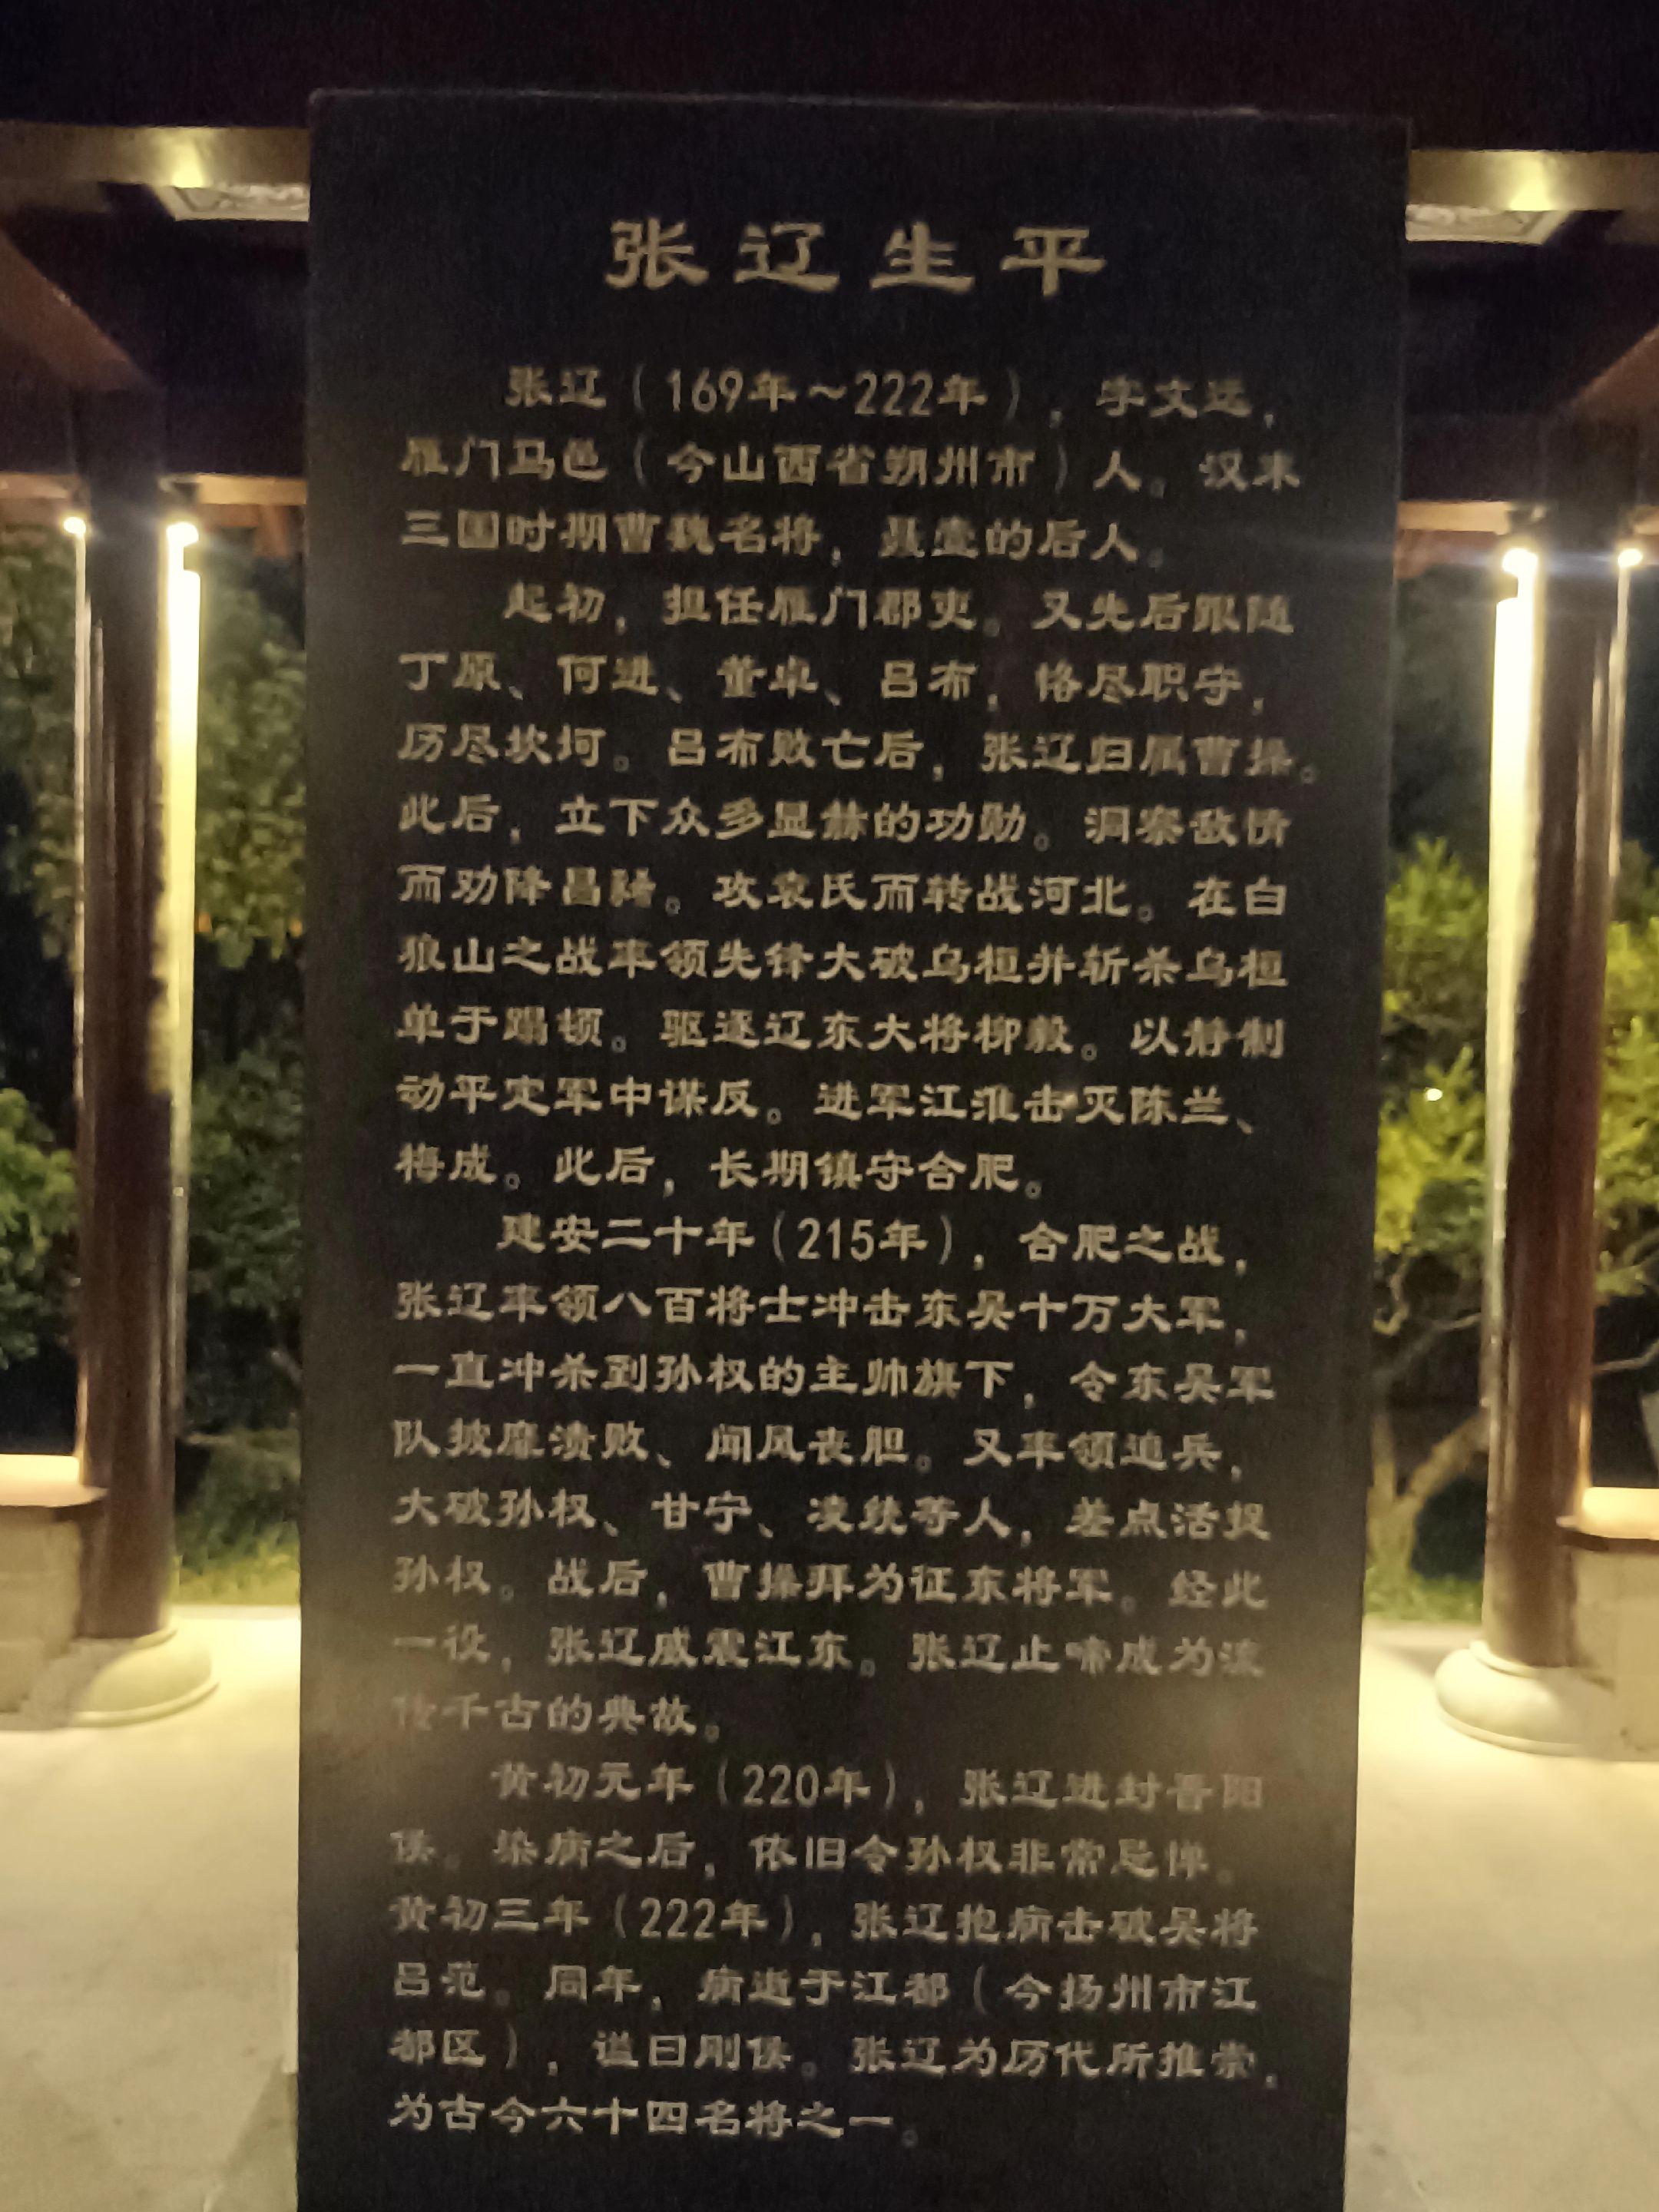 张辽生平
张辽（169年～222年），字文远，
雁门马邑（今山西省朔州市）人。汉末
三国时期曹魏名将，聂壹的后人。
起初，担任雁门郡吏。又先后跟随
丁原、何进、董卓、吕布，恪尽职守，
历尽坎坷。吕布败亡后，张辽归属曹操。
此后，立下众多显赫的功勋。洞察敌情
而劝降昌豨。攻袁氏而转战河北。在白
狼山之战率领先锋大破乌桓并斩杀乌桓
单于蹋顿。驱逐辽东大将柳毅。以静制
动平定军中谋反。进军江淮击灭陈兰、
梅成。此后，长期镇守合肥。
建安二十年（215年），合肥之战，
张辽率领八百将士冲击东吴十万大军，
一直冲杀到孙权的主帅旗下，令东吴军
队披靡溃败、闻风丧胆。又率领追兵，
大破孙权、甘宁、凌统等人，差点活捉
孙权。战后，曹操拜为征东将军。经此
一役，张辽威震江东。张辽止啼成为流
传千古的典故。
黄初元年（220年），张辽进封晋阳
侯。染病之后，依旧令孙权非常忌惮。
黄初三年（222年），张辽抱病击破吴将
吕范。同年，病逝于江都（今扬州市江
都区），谥曰刚侯。张辽为历代所推崇，
为古今六十四名将之一。